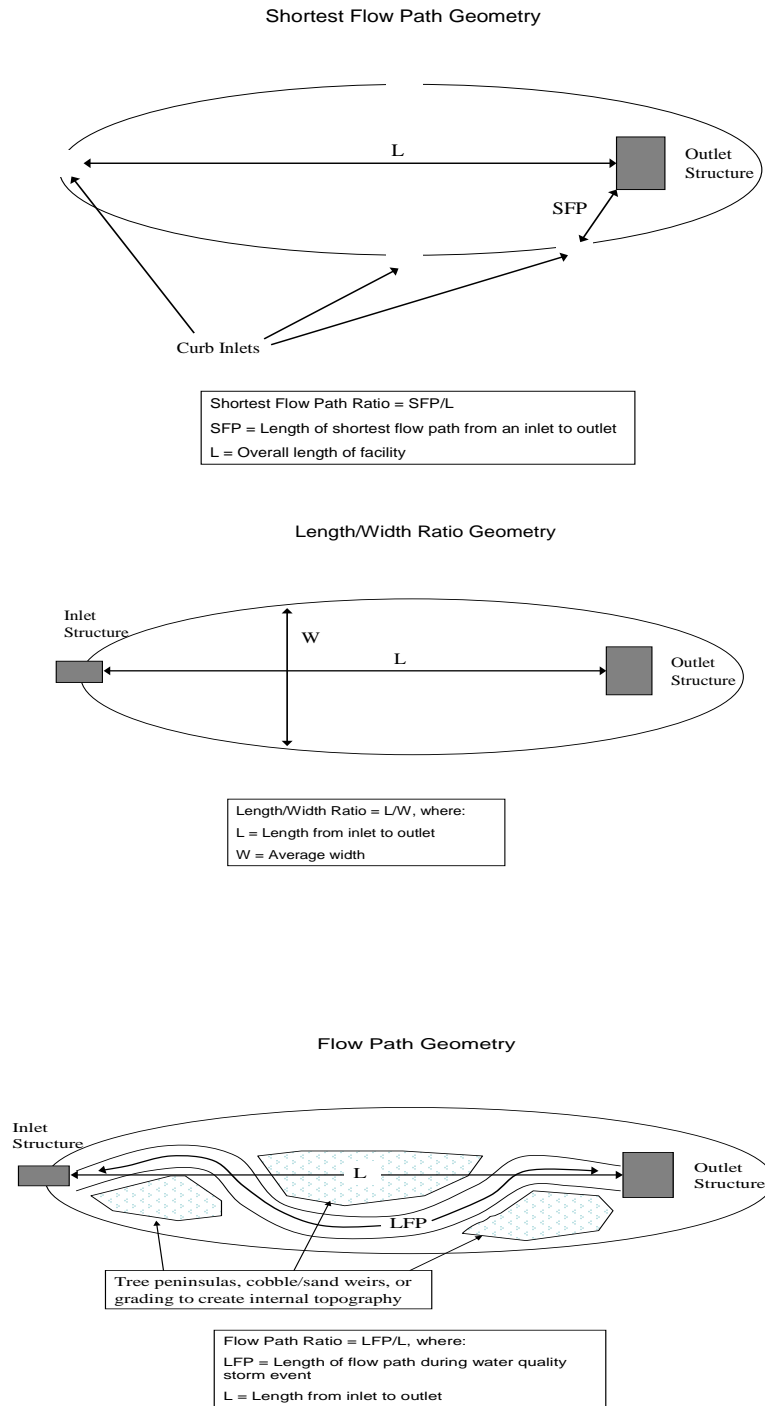 Shortest Flow Path Geometry
L
Outlet
Structure
SFP
Curb Inlets
Shortest Flow Path Ratio = SFP/L
SFP = Length of shortest flow path from an inlet to outlet
L = Overall length of facility
Length/Width Ratio Geometry
Inlet
Structure
W
L
Outlet
Structure
Length/Width Ratio = L/W, where:
L = Length from inlet to outlet
W = Average width
Flow Path Geometry
Inlet
Structure
L
Outlet
Structure
LFP
Tree peninsulas, cobble/sand weirs, or
grading to create internal topography
Flow Path Ratio = LFP/L, where:
LFP = Length of flow path during water quality
storm event
L = Length from inlet to outlet